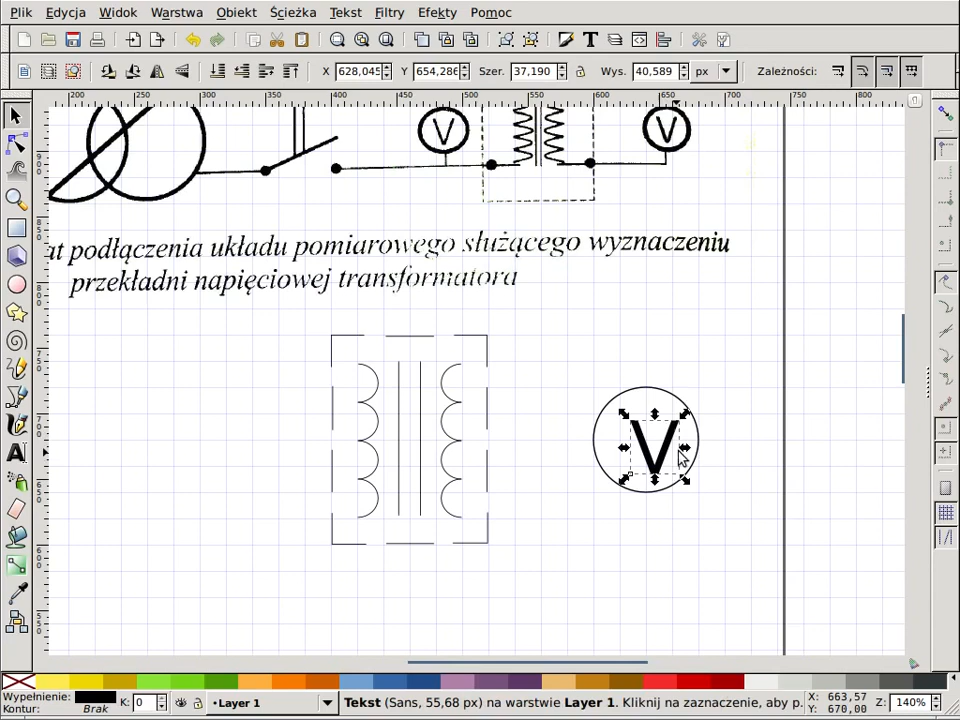 Plik Edycja Widok Warstwa Obiekt Ścieżka Tekst Filtry Efekty Pomoc
X 628,045 Y 654,286 Szer. 37,190 Wys. 40,589 px Zależności:
200 250 300 350 400 450 500 550 600 650 700 750 800
V V
at podłączenia układu pomiarowego służącego wyznaczeniu
przekładni napięciowej transformatora
V
Wypełnienie: K: 0 •Layer 1 Tekst (Sans, 55,68 px) na warstwie Layer 1. Kliknij na zaznaczenie, aby p. X: 663,57 Z: 140%
Kontur: Brak Y: 670,00